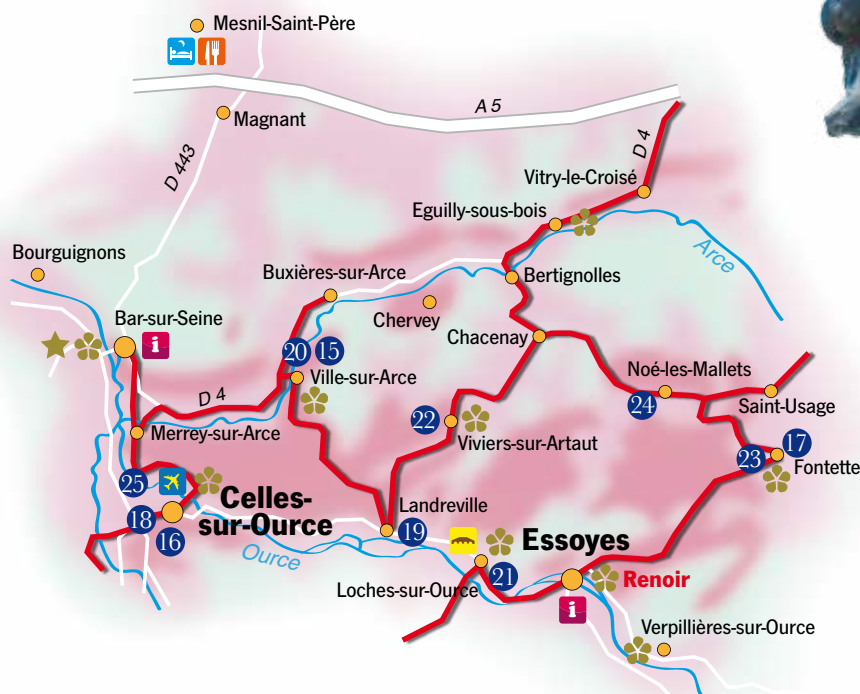 Mesnil-Saint-Père
A 5
Magnant
D 443
D 4
Vitry-le-Croisé
Eguilly-sous-bois
Arce
Bourguignons
Buxières-sur-Arce
Bertignolles
Chervey
Bar-sur-Seine
i
Chacenay
20 15
Ville-sur-Arce
Noé-les-Mallets
D 4
24
Saint-Usage
22
Merrey-sur-Arce
Viviers-sur-Artaut
17
23
Fontette
25
Celles-
sur-Ource
Landreville
18
19
16
Essoyes
Ource
Loches-sur-Ource
21
Renoir
i
Verpillières-sur-Ource